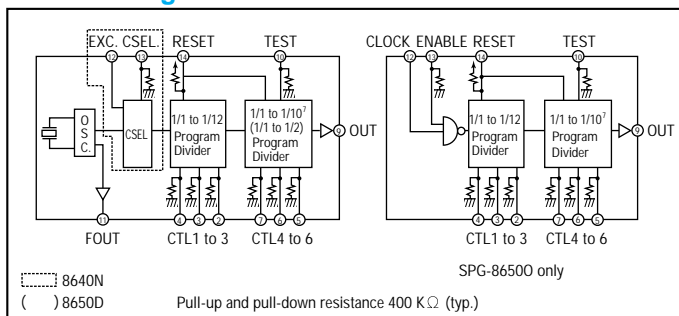 EXC. CSEL. RESET TEST
12 13 14 10
O
S
C.
CSEL
1/1 to 1/12
Program
Divider
1/1 to 1/10⁷
(1/1 to 1/2)
Program
Divider
9 OUT
11 4 3 2 7 6 5
FOUT CTL1 to 3 CTL4 to 6
CLOCK ENABLE RESET TEST
12 13 14 10
1/1 to 1/12
Program
Divider
1/1 to 1/10⁷
Program
Divider
9 OUT
4 3 2 7 6 5
CTL1 to 3 CTL4 to 6
SPG-8650O only
8640N
( ) 8650D
Pull-up and pull-down resistance 400 KΩ (typ.)